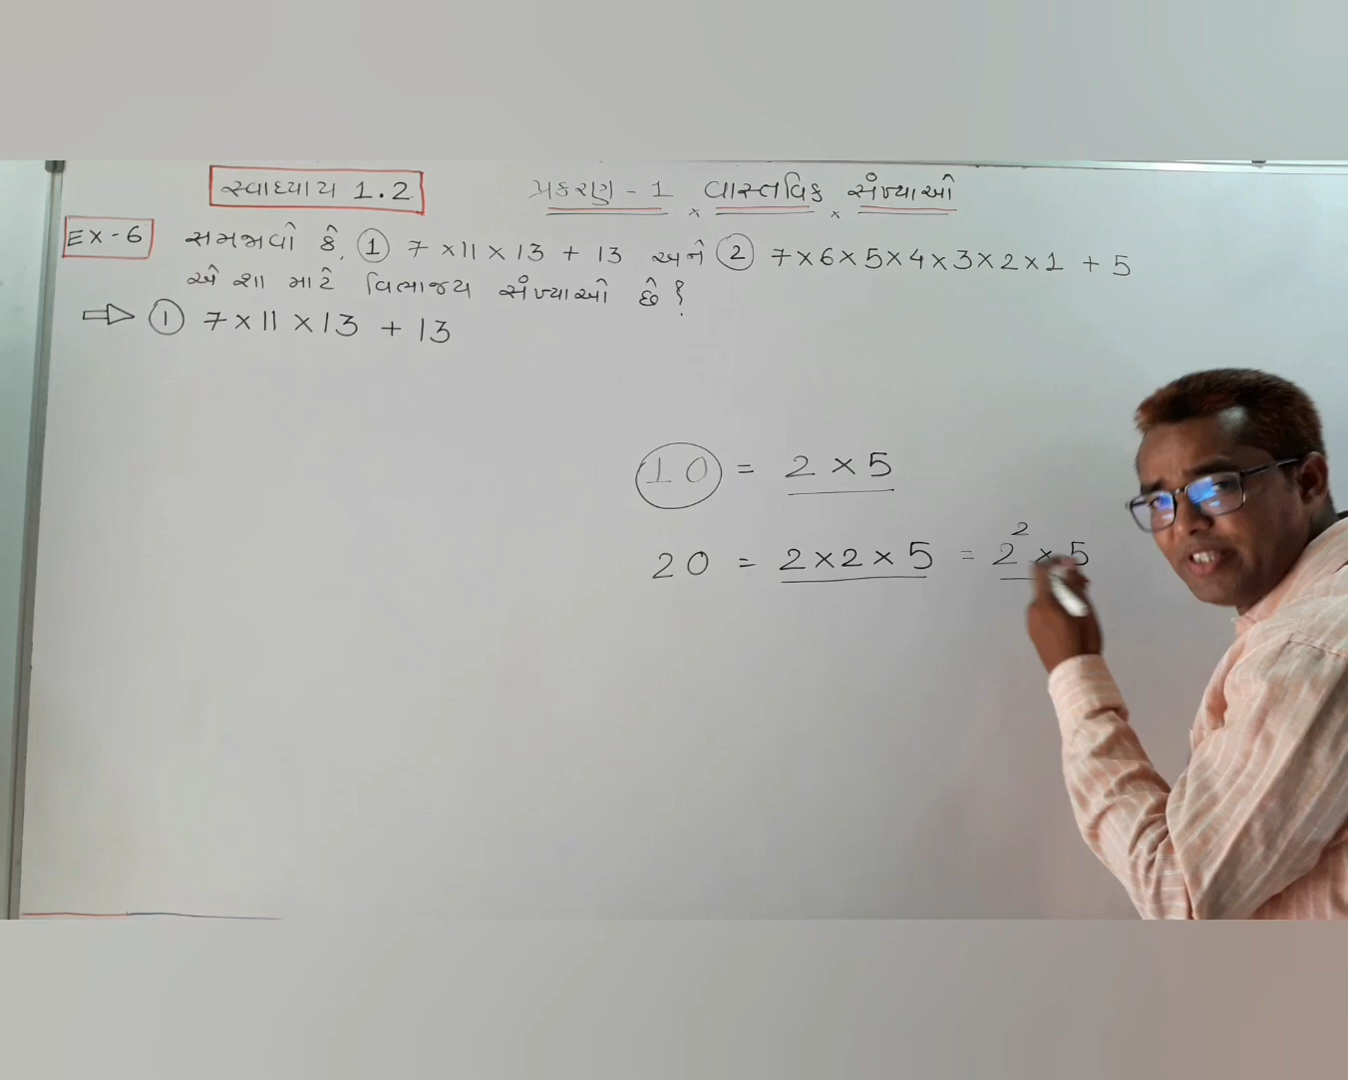 સ્વાધ્યાય 1.2
પ્રકરણ - 1 વાસ્તવિક સંખ્યાઓ
EX - 6 સમજાવો કે, ① 7 × 11 × 13 + 13 અને ② 7 × 6 × 5 × 4 × 3 × 2 × 1 + 5
એ શા માટે વિભાજય સંખ્યાઓ છે ?
⇨ ① 7 × 11 × 13 + 13
10 = 2 × 5
20 = 2 × 2 × 5 = 2² × 5